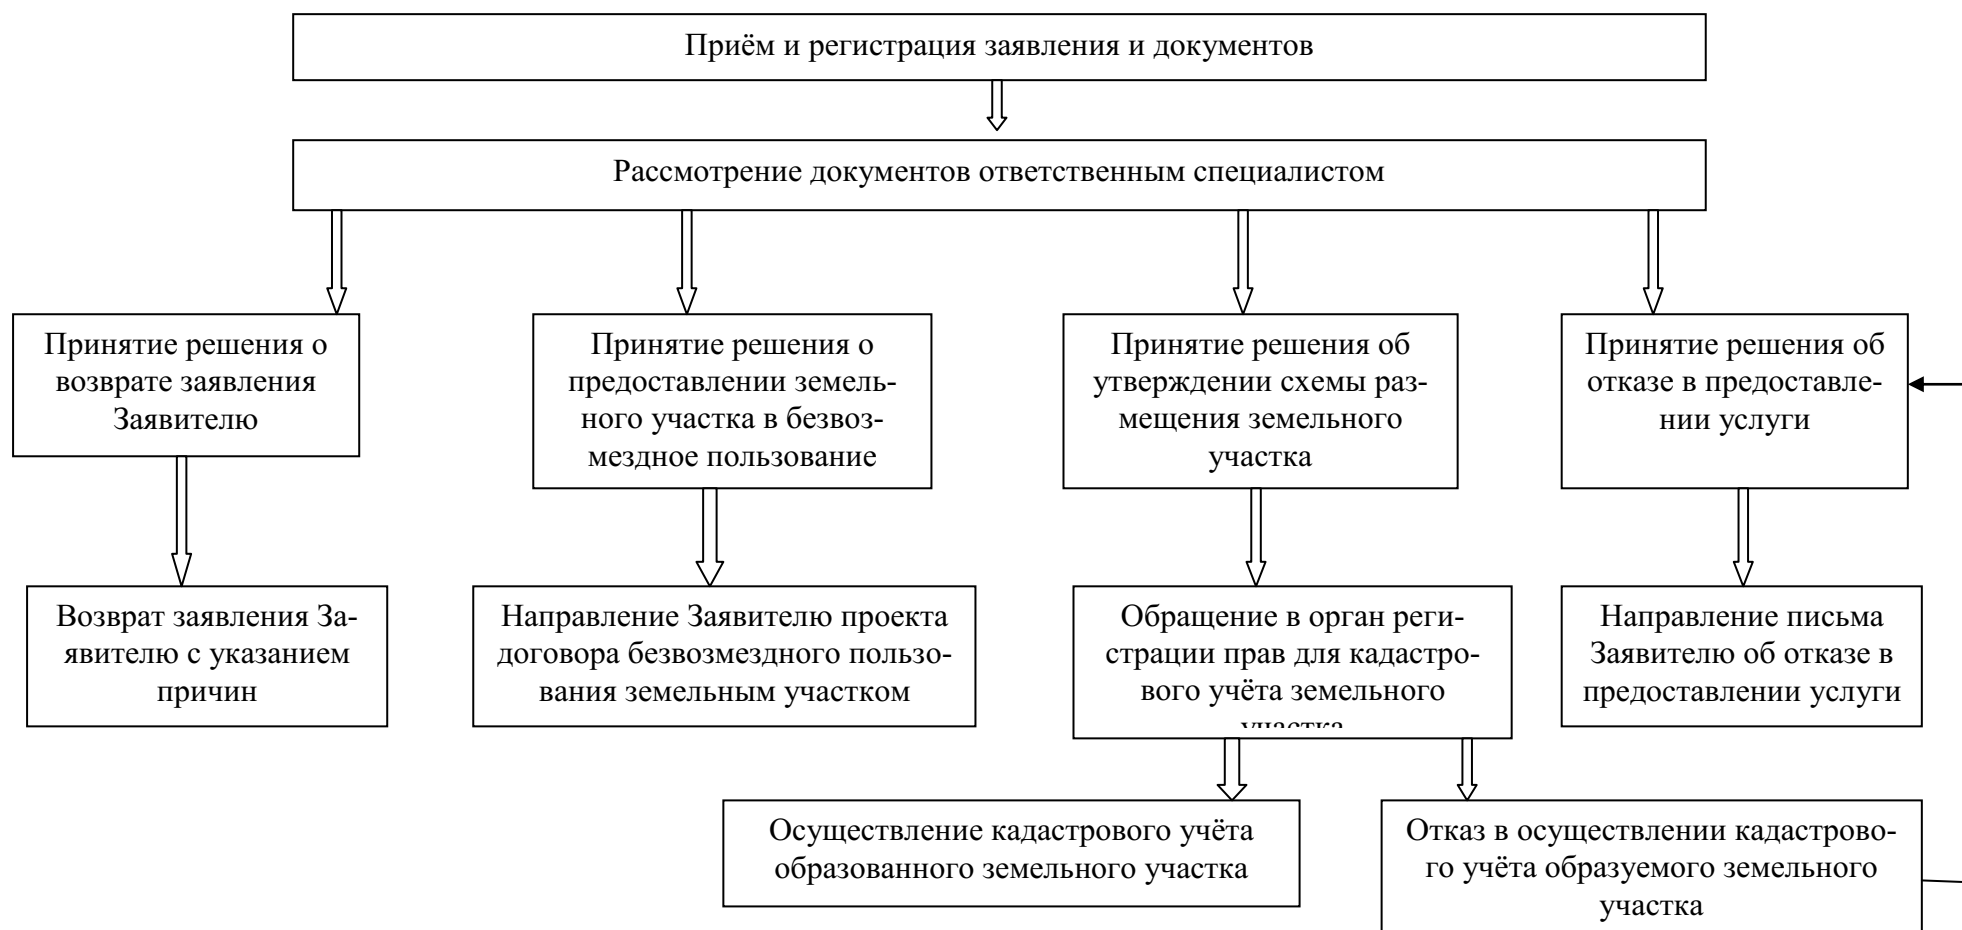 Приём и регистрация заявления и документов
Рассмотрение документов ответственным специалистом
Принятие решения о
возврате заявления
Заявителю
Принятие решения о
предоставлении земель-
ного участка в безвоз-
мездное пользование
Принятие решения об
утверждении схемы раз-
мещения земельного
участка
Принятие решения об
отказе в предоставле-
нии услуги
Возврат заявления За-
явителю с указанием
причин
Направление Заявителю проекта
договора безвозмездного пользо-
вания земельным участком
Обращение в орган реги-
страции прав для кадастро-
вого учёта земельного
участка
Направление письма
Заявителю об отказе в
предоставлении услуги
Осуществление кадастрового учёта
образованного земельного участка
Отказ в осуществлении кадастрово-
го учёта образуемого земельного
участка